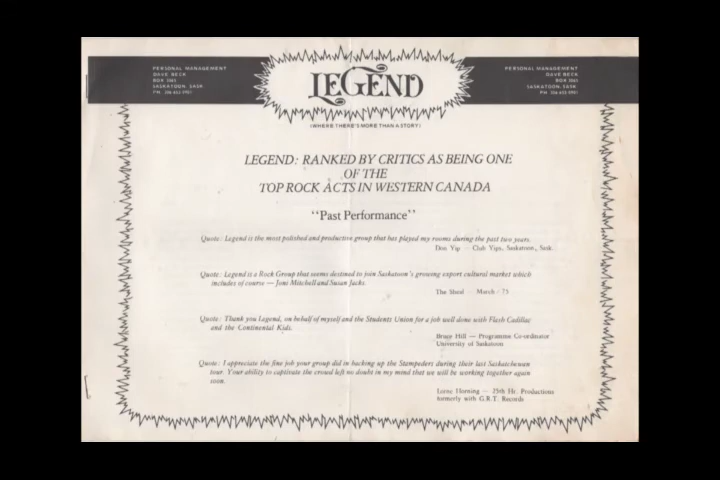 PERSONAL MANAGEMENT
DAVE BECK
BOX 3065
SASKATOON, SASK.
LEGEND
(WHERE THERE'S MORE THAN A STORY)
PERSONAL MANAGEMENT
DAVE BECK
BOX 3065
SASKATOON, SASK.
LEGEND: RANKED BY CRITICS AS BEING ONE
OF THE
TOP ROCK ACTS IN WESTERN CANADA
"Past Performance"
Quote: Legend is the most polished and productive group that has played my rooms during the past two years.
Don Yip - Club Yips, Saskatoon, Sask.
Quote: Legend is a Rock Group that seems destined to join Saskatoon's growing export cultural market which
includes of course — Joni Mitchell and Susan Jacks.
The Sheaf - March / 75
Quote: Thank you Legend, on behalf of myself and the Students Union for a job well done with Flash Cadillac
and the Continental Kids.
Bruce Hill — Programme Co-ordinator
University of Saskatoon
Quote: I appreciate the fine job your group did in backing up the Stampeders during their last Saskatchewan
tour. Your ability to captivate the crowd left no doubt in my mind that we will be working together again
soon.
Lorne Horning — 25th Hr. Productions
formerly with G.R.T. Records